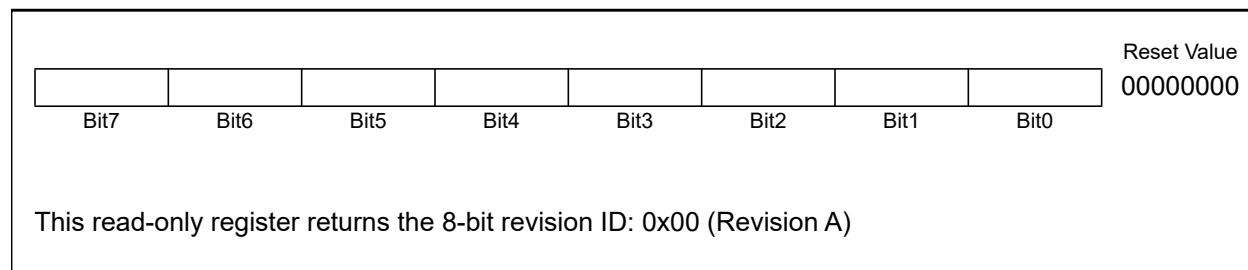 Reset Value
00000000
Bit7 Bit6 Bit5 Bit4 Bit3 Bit2 Bit1 Bit0
This read-only register returns the 8-bit revision ID: 0x00 (Revision A)